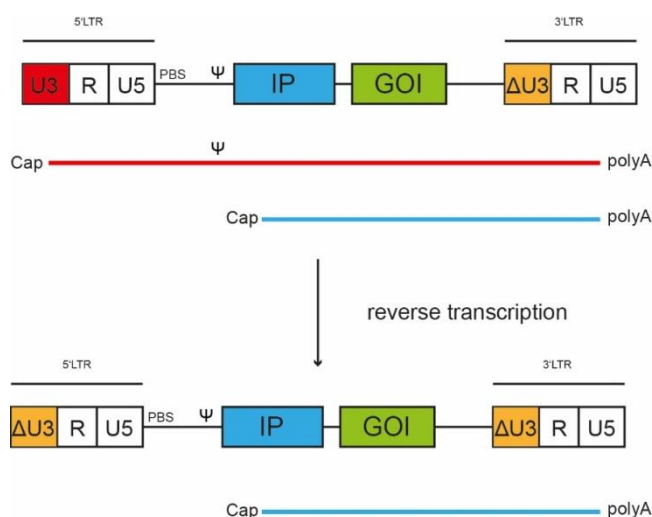 5'LTR 3'LTR
U3 R U5 PBS Ψ IP GOI ΔU3 R U5
Ψ
Cap polyA
Cap polyA
reverse transcription
5'LTR 3'LTR
ΔU3 R U5 PBS Ψ IP GOI ΔU3 R U5
Cap polyA